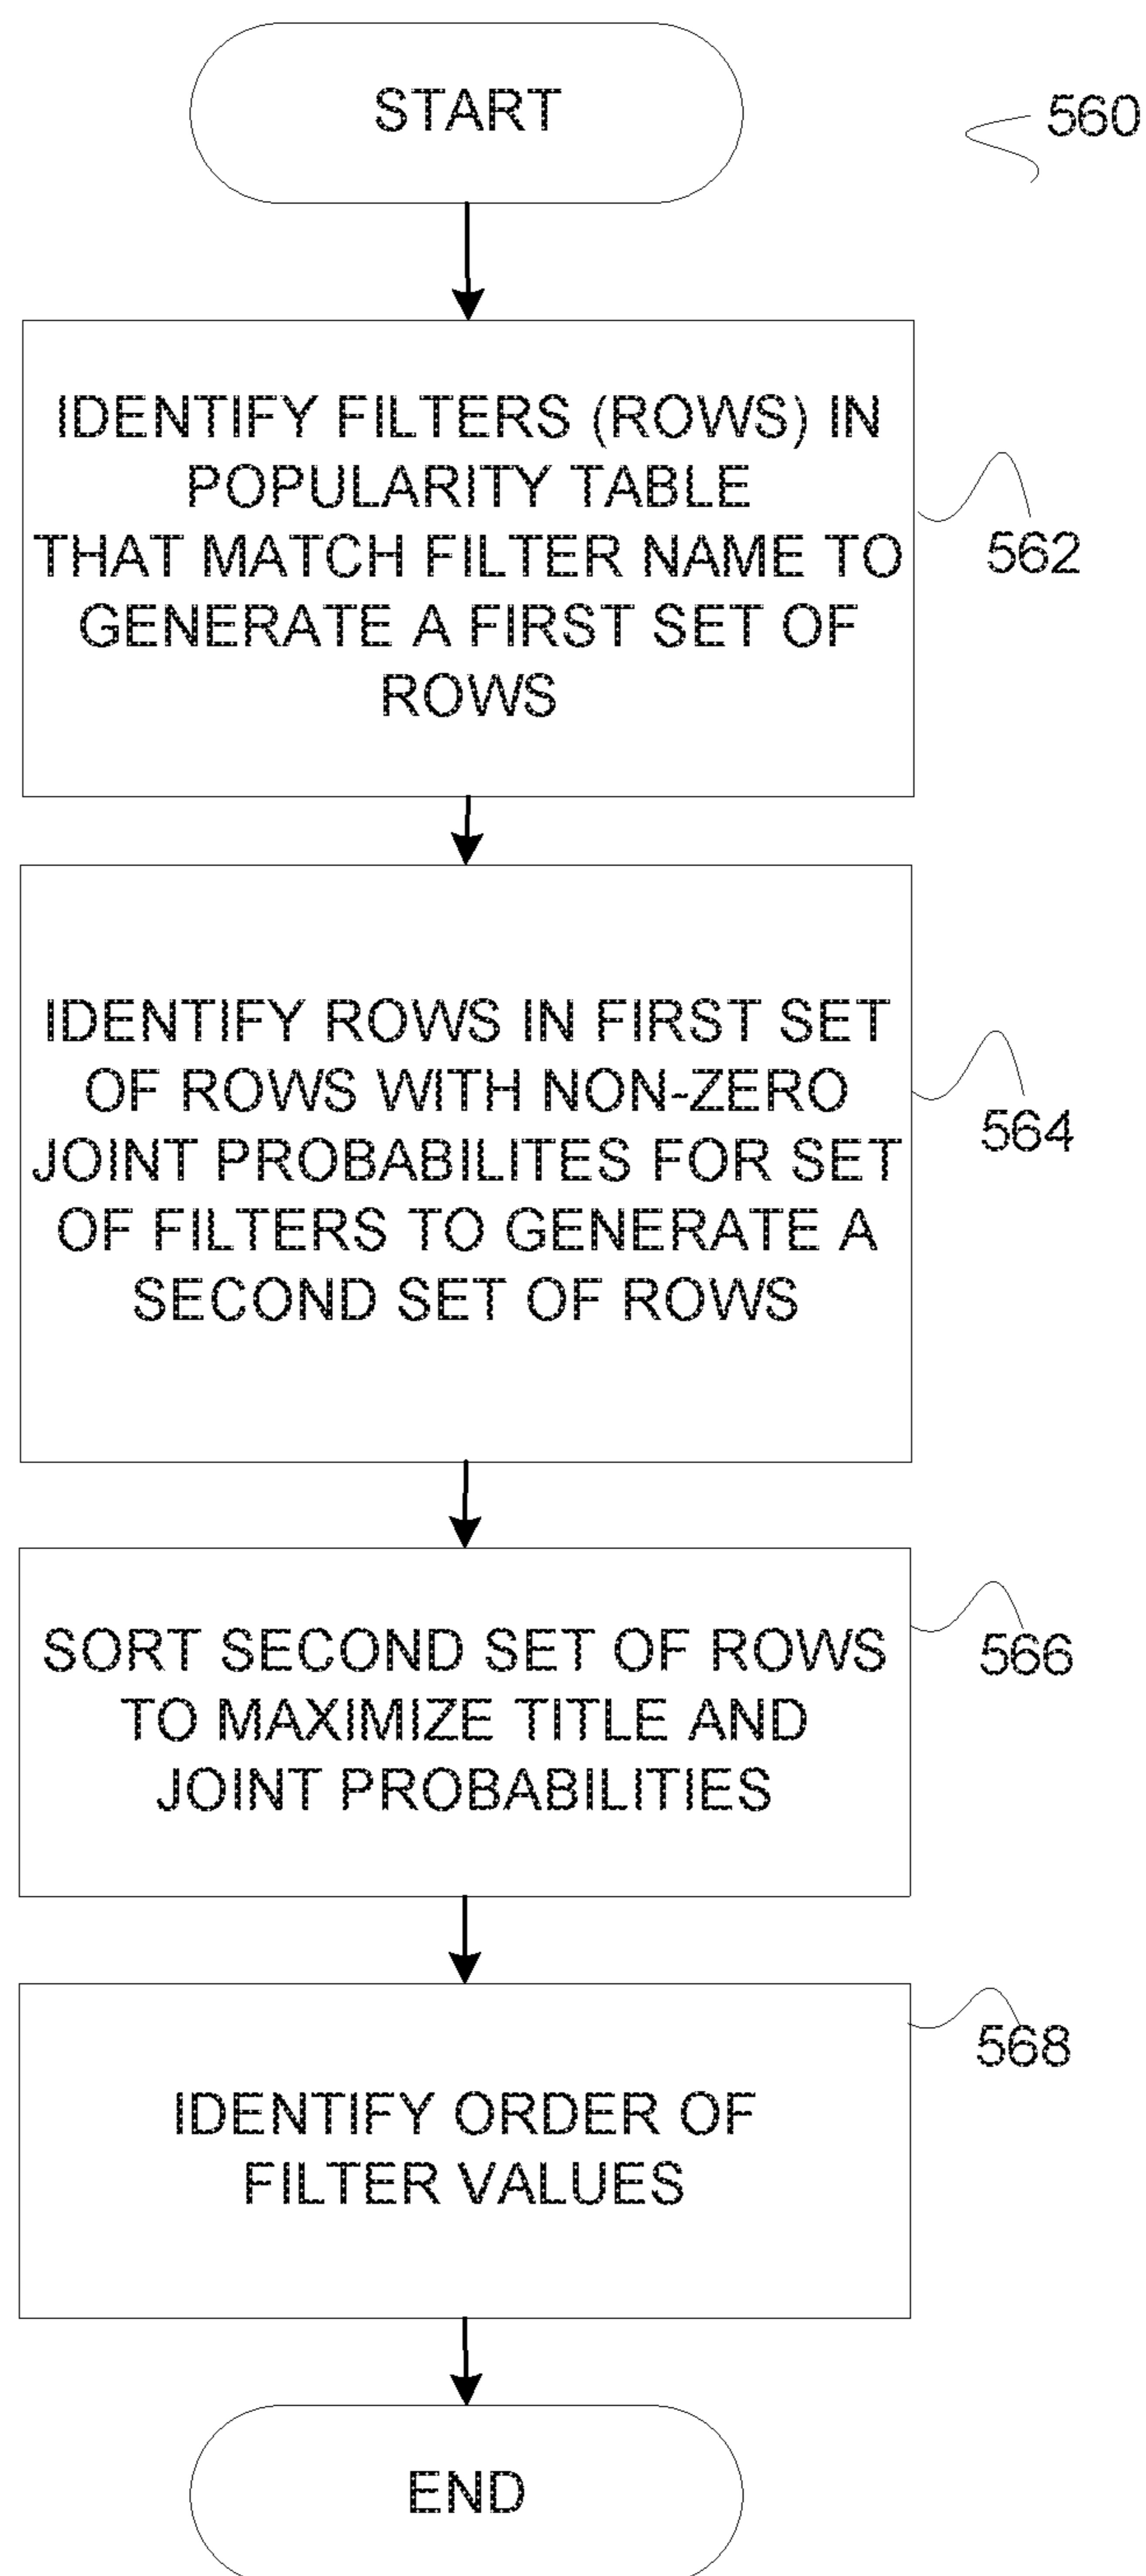 START
560
IDENTIFY FILTERS (ROWS) IN
POPULARITY TABLE
THAT MATCH FILTER NAME TO
GENERATE A FIRST SET OF
ROWS
562
IDENTIFY ROWS IN FIRST SET
OF ROWS WITH NON-ZERO
JOINT PROBABILITES FOR SET
OF FILTERS TO GENERATE A
SECOND SET OF ROWS
564
SORT SECOND SET OF ROWS
TO MAXIMIZE TITLE AND
JOINT PROBABILITIES
566
IDENTIFY ORDER OF
FILTER VALUES
568
END